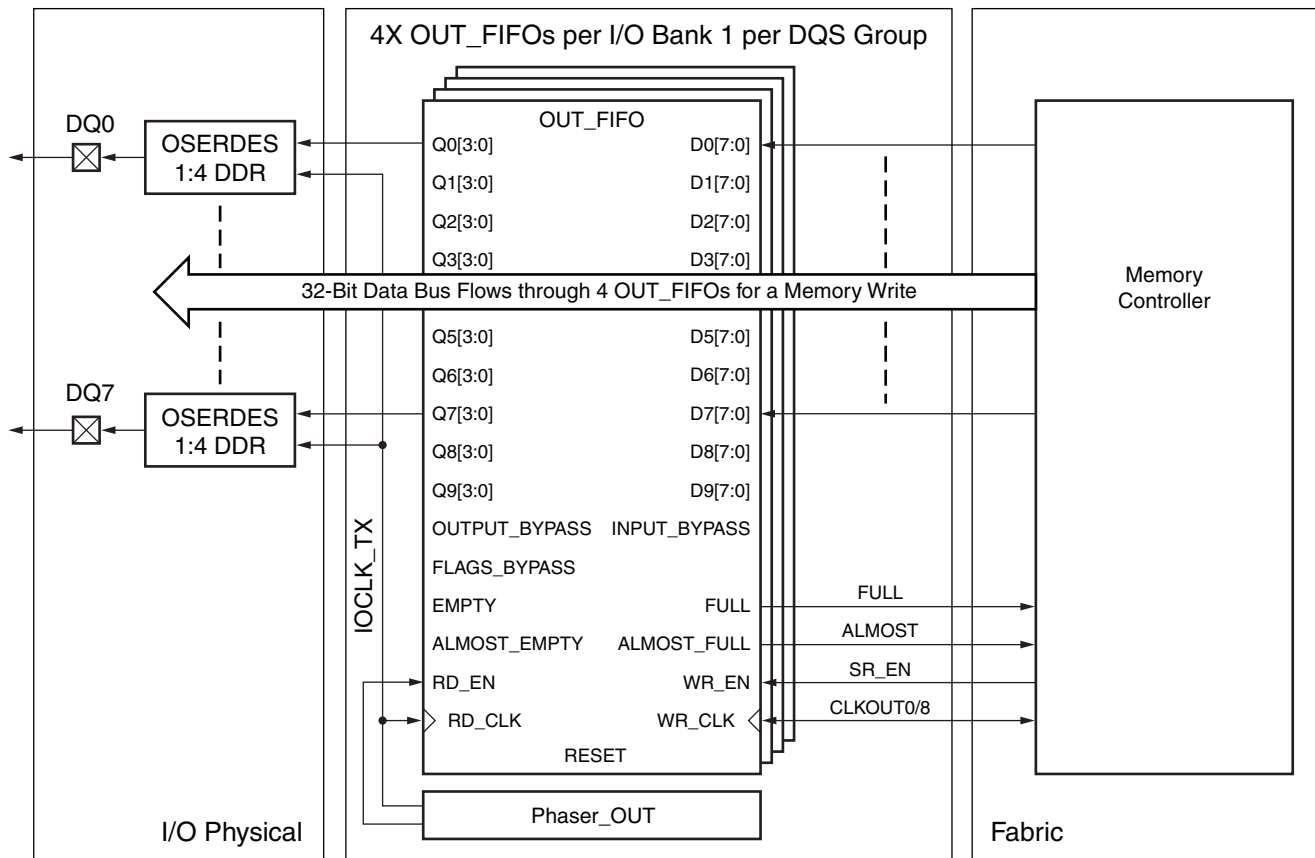 4X OUT_FIFOs per I/O Bank 1 per DQS Group
DQ0
OSERDES
1:4 DDR
DQ7
OSERDES
1:4 DDR
I/O Physical
IOCLK_TX
OUT_FIFO
Q0[3:0] D0[7:0]
Q1[3:0] D1[7:0]
Q2[3:0] D2[7:0]
Q3[3:0] D3[7:0]
32-Bit Data Bus Flows through 4 OUT_FIFOs for a Memory Write
Q5[3:0] D5[7:0]
Q6[3:0] D6[7:0]
Q7[3:0] D7[7:0]
Q8[3:0] D8[7:0]
Q9[3:0] D9[7:0]
OUTPUT_BYPASS INPUT_BYPASS
FLAGS_BYPASS
EMPTY FULL
ALMOST_EMPTY ALMOST_FULL
RD_EN WR_EN
RD_CLK WR_CLK
RESET
Phaser_OUT
FULL
ALMOST
SR_EN
CLKOUT0/8
Memory
Controller
Fabric